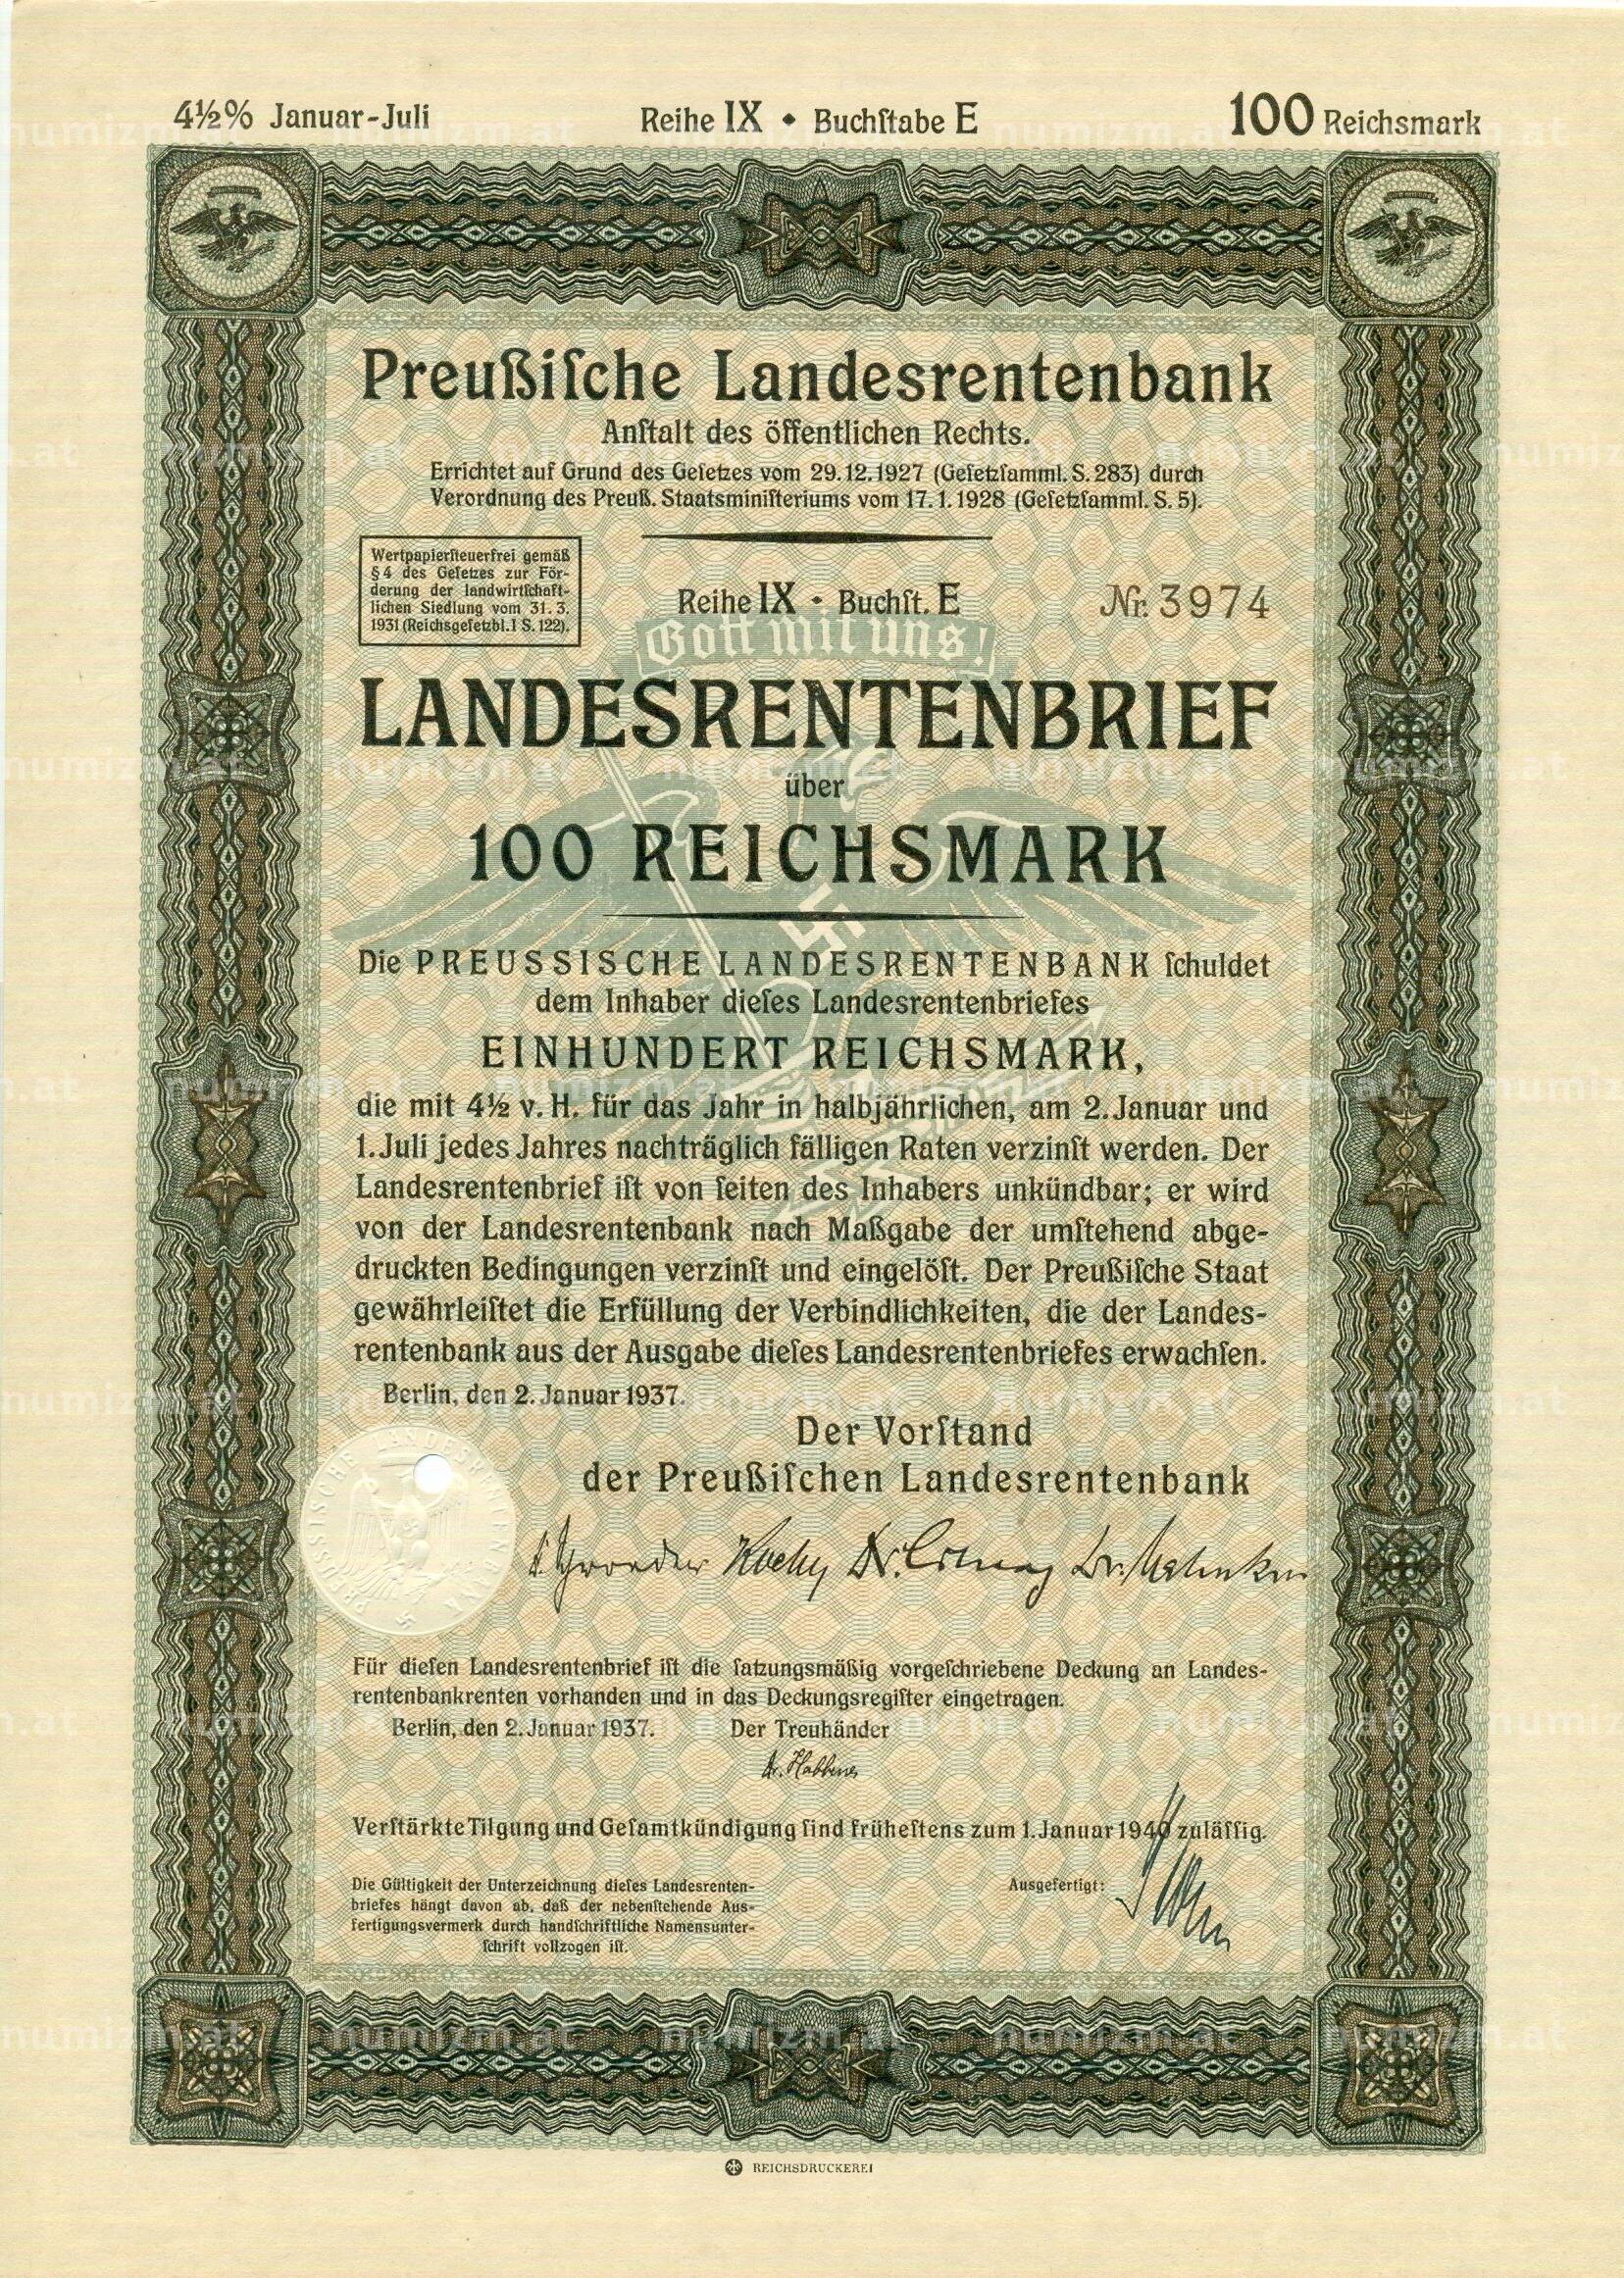 4½% Januar-Juli
Reihe IX • Buchſtabe E
100 Reichsmark
Preußiſche Landesrentenbank
Anſtalt des öffentlichen Rechts.
Errichtet auf Grund des Geſetzes vom 29.12.1927 (Geſetzſamml. S. 283) durch
Verordnung des Preuß. Staatsminiſteriums vom 17.1.1928 (Geſetzſamml. S. 5).
Wertpapierſteuerfrei gemäß
§ 4 des Geſetzes zur För-
derung der landwirtſchaft-
lichen Siedlung vom 31.3.
1931 (Reichsgeſetzbl. I S. 122).
Reihe IX • Buchſt. E
Nr. 3974
Gott mit uns!
LANDESRENTENBRIEF
über
100 REICHSMARK
Die PREUSSISCHE LANDESRENTENBANK ſchuldet
dem Inhaber dieſes Landesrentenbriefes
EINHUNDERT REICHSMARK,
die mit 4½ v. H. für das Jahr in halbjährlichen, am 2. Januar und
1. Juli jedes Jahres nachträglich fälligen Raten verzinſt werden. Der
Landesrentenbrief iſt von ſeiten des Inhabers unkündbar; er wird
von der Landesrentenbank nach Maßgabe der umſtehend abge-
druckten Bedingungen verzinſt und eingelöſt. Der Preußiſche Staat
gewährleiſtet die Erfüllung der Verbindlichkeiten, die der Landes-
rentenbank aus der Ausgabe dieſes Landesrentenbriefes erwachſen.
Berlin, den 2. Januar 1937.
Der Vorſtand
der Preußiſchen Landesrentenbank
PREUSSISCHE LANDESRENTENBANK
Für dieſen Landesrentenbrief iſt die ſatzungsmäßig vorgeſchriebene Deckung an Landes-
rentenbankrenten vorhanden und in das Deckungsregiſter eingetragen.
Berlin, den 2. Januar 1937. Der Treuhänder
Verſtärkte Tilgung und Geſamtkündigung ſind früheſtens zum 1. Januar 1940 zuläſſig.
Die Gültigkeit der Unterzeichnung dieſes Landesrenten-
briefes hängt davon ab, daß der nebenſtehende Aus-
fertigungsvermerk durch handſchriftliche Namensunter-
ſchrift vollzogen iſt.
Ausgefertigt:
REICHSDRUCKEREI
numizm.at